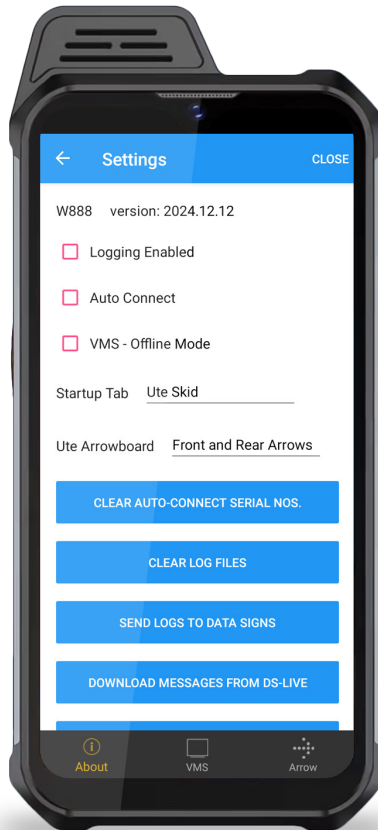 Settings
CLOSE
W888 version: 2024.12.12
Logging Enabled
Auto Connect
VMS - Offline Mode
Startup Tab Ute Skid
Ute Arrowboard Front and Rear Arrows
CLEAR AUTO-CONNECT SERIAL NOS.
CLEAR LOG FILES
SEND LOGS TO DATA SIGNS
DOWNLOAD MESSAGES FROM DS-LIVE
About
VMS
Arrow